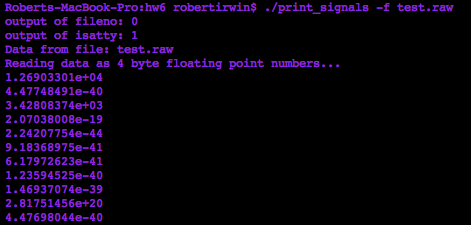 Roberts-MacBook-Pro:hw6 robertirwin$ ./print_signals -f test.raw
output of fileno: 0
output of isatty: 1
Data from file: test.raw
Reading data as 4 byte floating point numbers...
1.26903301e+04
4.47748491e-40
3.42808374e+03
2.07038008e-19
2.24207754e-44
9.18368975e-41
6.17972623e-41
1.23594525e-40
1.46937074e-39
2.81751456e+20
4.47698044e-40